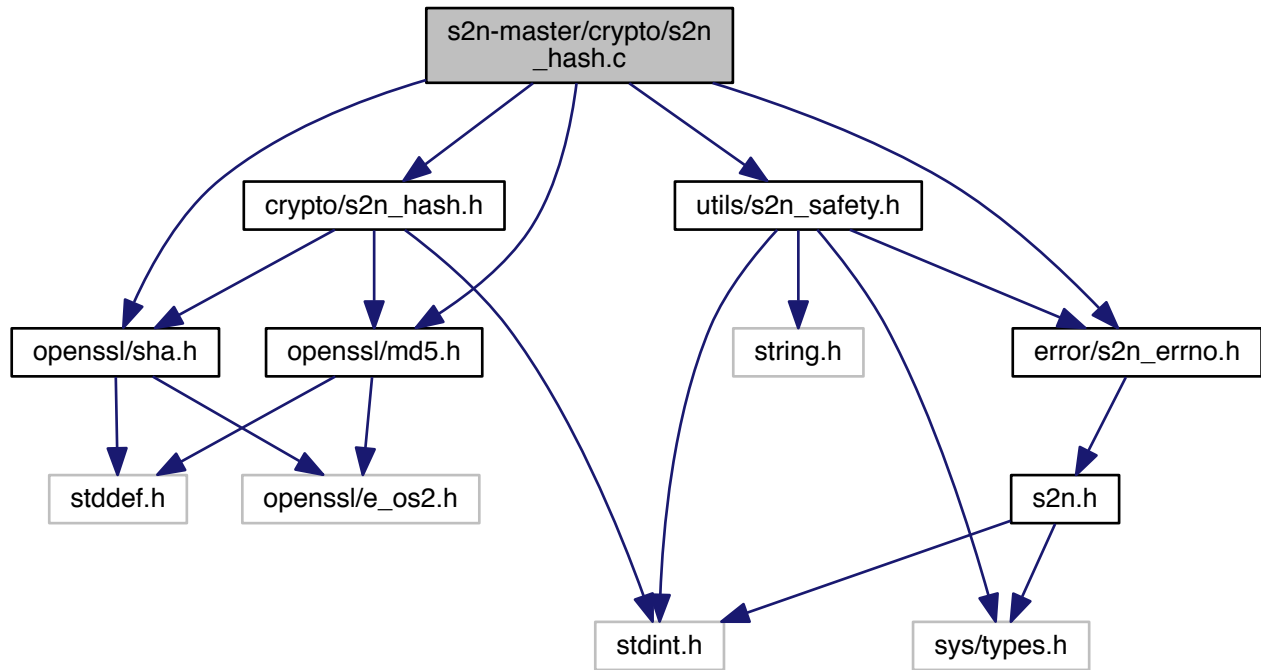 s2n-master/crypto/s2n
_hash.c
crypto/s2n_hash.h
utils/s2n_safety.h
openssl/sha.h
openssl/md5.h
string.h
error/s2n_errno.h
stddef.h
openssl/e_os2.h
s2n.h
stdint.h
sys/types.h